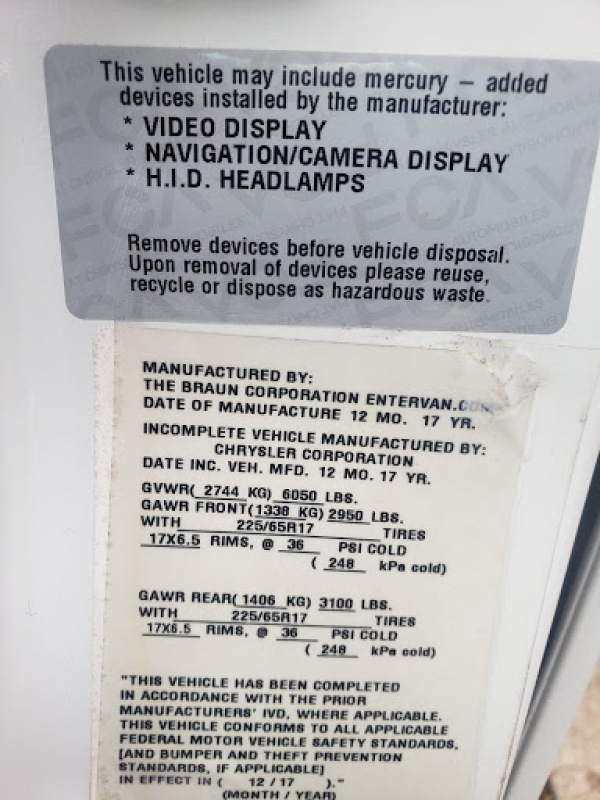 This vehicle may include mercury – added
devices installed by the manufacturer:
* VIDEO DISPLAY
* NAVIGATION/CAMERA DISPLAY
* H.I.D. HEADLAMPS
Remove devices before vehicle disposal.
Upon removal of devices please reuse,
recycle or dispose as hazardous waste.
MANUFACTURED BY:
THE BRAUN CORPORATION ENTERVAN.COM
DATE OF MANUFACTURE 12 MO. 17 YR.
INCOMPLETE VEHICLE MANUFACTURED BY:
CHRYSLER CORPORATION
DATE INC. VEH. MFD. 12 MO. 17 YR.
GVWR( 2744 KG) 6050 LBS.
GAWR FRONT(1338 KG) 2950 LBS.
WITH 225/65R17 TIRES
17X6.5 RIMS, @ 36 PSI COLD
( 248 kPa cold)
GAWR REAR( 1406 KG) 3100 LBS.
WITH 225/65R17 TIRES
17X6.5 RIMS, @ 36 PSI COLD
( 248 kPa cold)
"THIS VEHICLE HAS BEEN COMPLETED
IN ACCORDANCE WITH THE PRIOR
MANUFACTURERS' IVD, WHERE APPLICABLE.
THIS VEHICLE CONFORMS TO ALL APPLICABLE
FEDERAL MOTOR VEHICLE SAFETY STANDARDS,
[AND BUMPER AND THEFT PREVENTION
STANDARDS, IF APPLICABLE]
IN EFFECT IN ( 12 / 17 )."
(MONTH / YEAR)